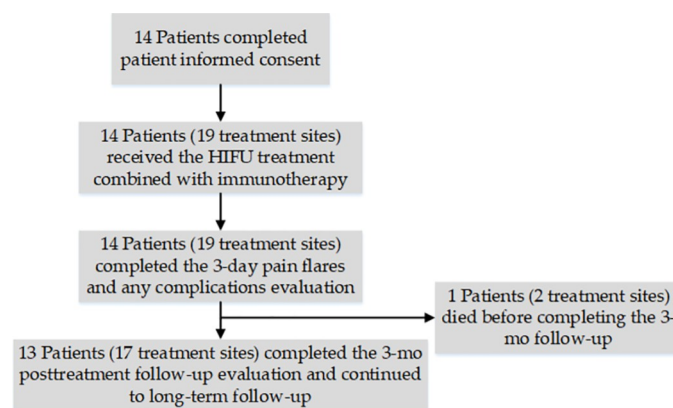 14 Patients completed
patient informed consent
14 Patients (19 treatment sites)
received the HIFU treatment
combined with immunotherapy
14 Patients (19 treatment sites)
completed the 3-day pain flares
and any complications evaluation
1 Patients (2 treatment sites)
died before completing the 3-
mo follow-up
13 Patients (17 treatment sites) completed the 3-mo
posttreatment follow-up evaluation and continued
to long-term follow-up